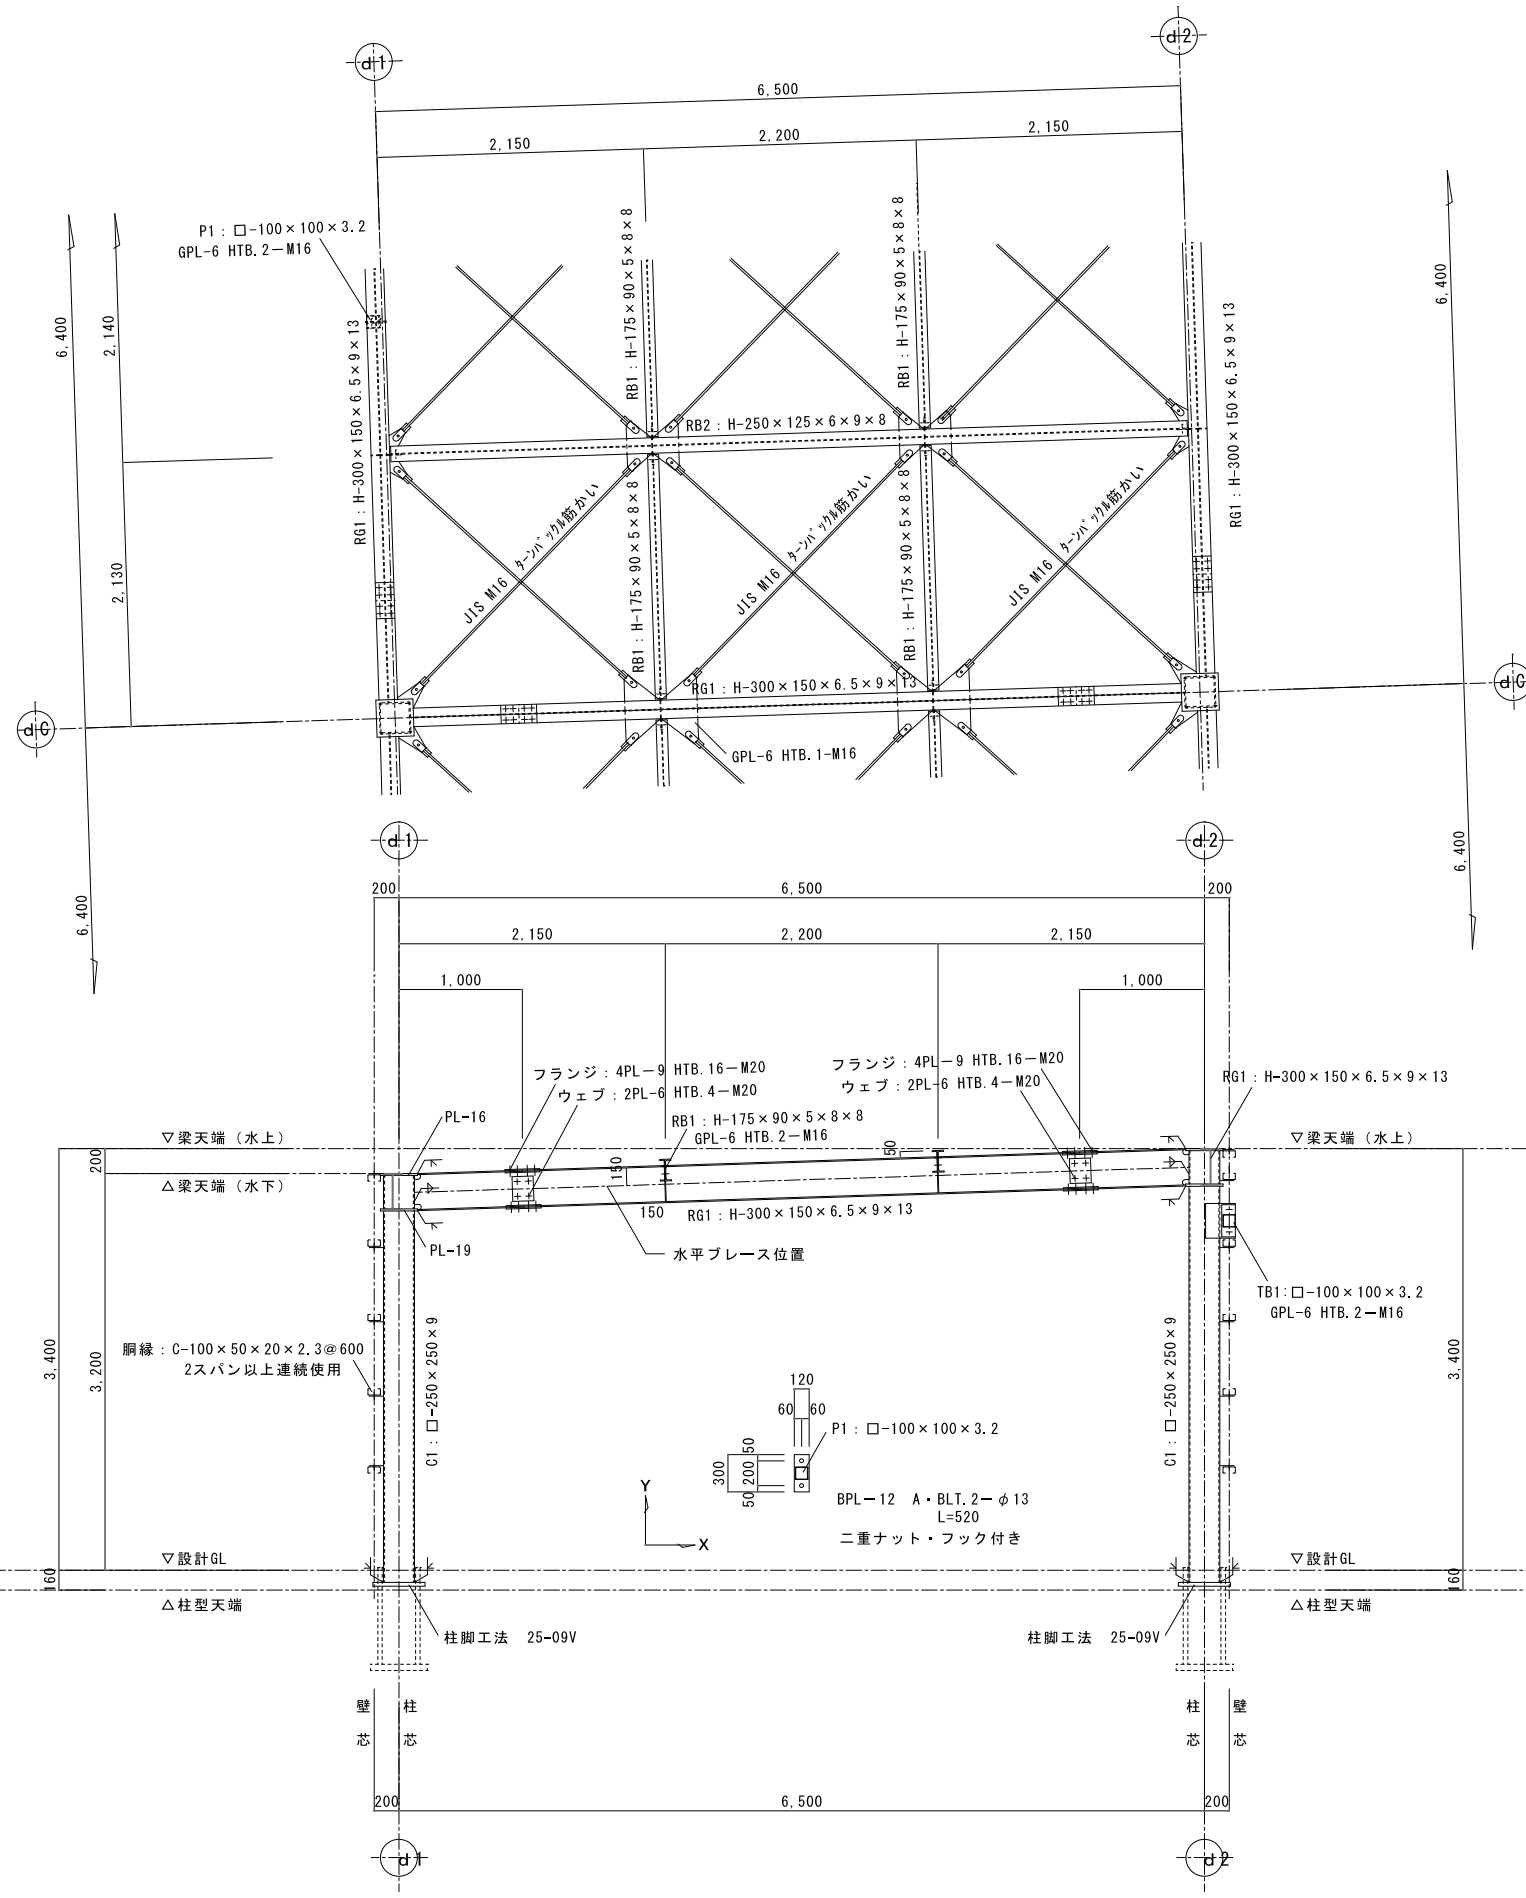 d1
d2
6,500
2,150
2,200
2,150
P1：□-100×100×3.2
GPL-6 HTB.2－M16
6,400
2,140
2,130
6,400
RG1：H-300×150×6.5×9×13
RB1：H-175×90×5×8×8
RB1：H-175×90×5×8×8
RG1：H-300×150×6.5×9×13
6,400
6,400
RB2：H-250×125×6×9×8
JIS M16 ﾀｰﾝﾊﾞｯｸﾙ筋かい
RB1：H-175×90×5×8×8
JIS M16 ﾀｰﾝﾊﾞｯｸﾙ筋かい
RB1：H-175×90×5×8×8
JIS M16 ﾀｰﾝﾊﾞｯｸﾙ筋かい
RG1：H-300×150×6.5×9×13
GPL-6 HTB.1-M16
d1
d2
200
6,500
200
2,150
2,200
2,150
1,000
1,000
フランジ：4PL－9 HTB.16－M20
ウェブ：2PL-6 HTB.4－M20
フランジ：4PL－9 HTB.16－M20
ウェブ：2PL-6 HTB.4－M20
RG1：H-300×150×6.5×9×13
PL-16
RB1：H-175×90×5×8×8
GPL-6 HTB.2－M16
▽梁天端（水上）
△梁天端（水下）
▽梁天端（水上）
200
150
50
150
RG1：H-300×150×6.5×9×13
PL-19
水平ブレース位置
TB1：□-100×100×3.2
GPL-6 HTB.2－M16
胴縁：C-100×50×20×2.3@600
2スパン以上連続使用
3,400
3,200
C1：□-250×250×9
C1：□-250×250×9
3,400
120
60
60
P1：□-100×100×3.2
50
300
200
50
Y
X
BPL－12 A・BLT.2－φ13
L=520
二重ナット・フック付き
▽設計GL
▽設計GL
160
160
△柱型天端
△柱型天端
柱脚工法 25-09V
柱脚工法 25-09V
壁芯
柱芯
柱芯
壁芯
200
6,500
200
d1
d2